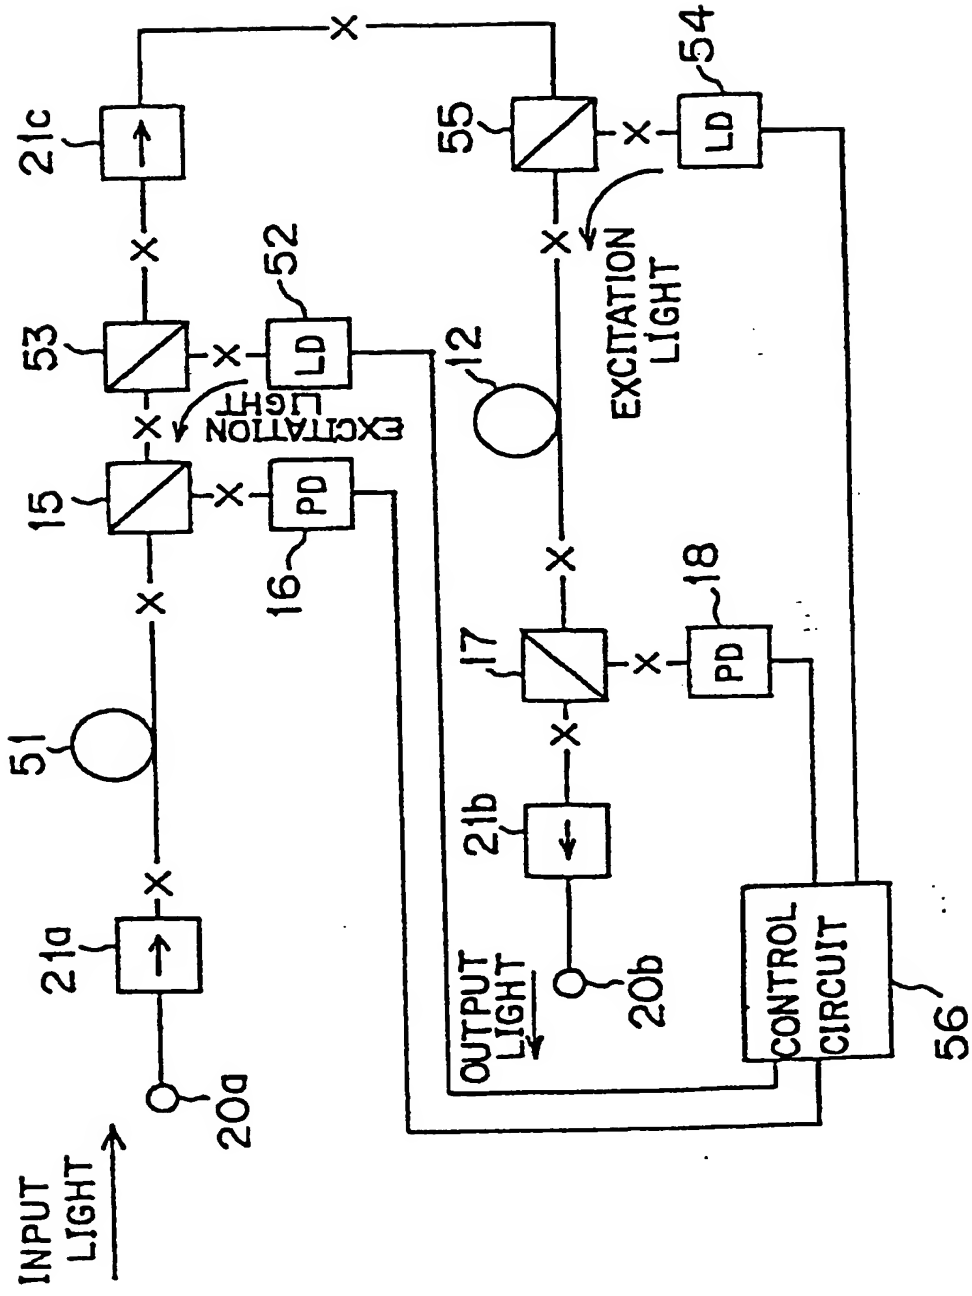 INPUT
LIGHT
20a
21a
51
15
16
PD
53
EXCITATION
LIGHT
52
LD
21c
OUTPUT
LIGHT
20b
21b
17
18
PD
12
EXCITATION
LIGHT
55
54
LD
CONTROL
CIRCUIT
56